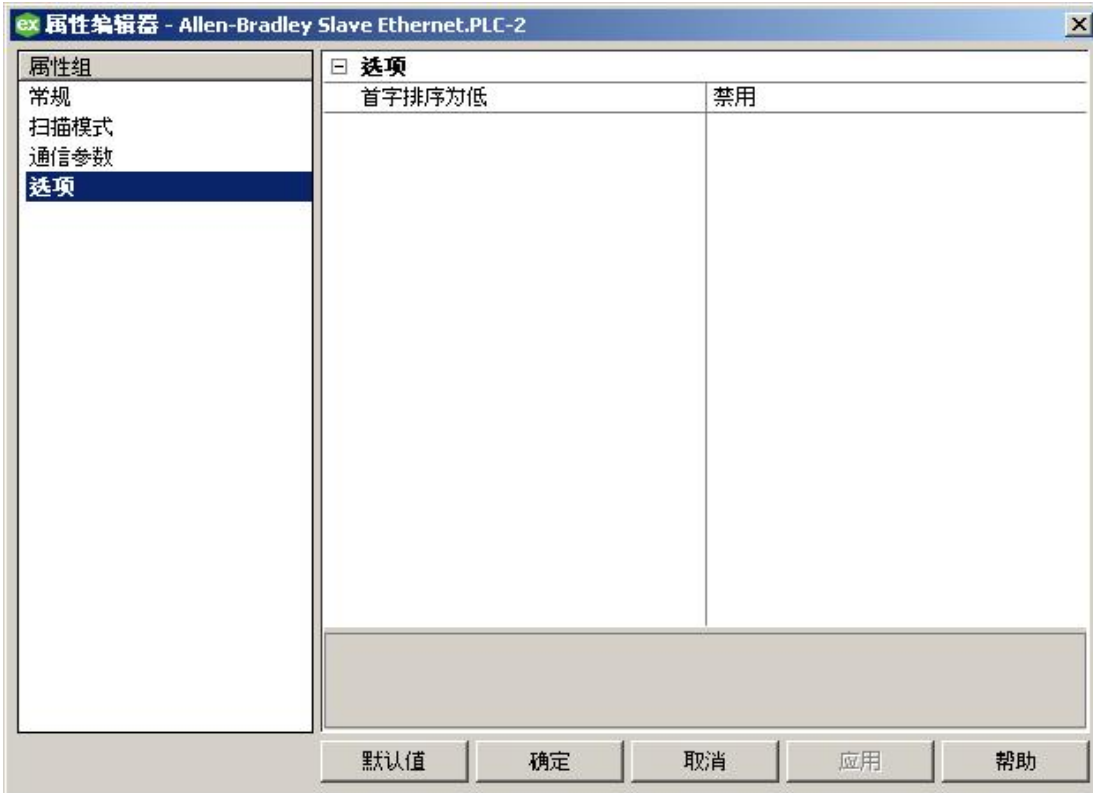 ex 属性编辑器 - Allen-Bradley Slave Ethernet.PLC-2
属性组
常规
扫描模式
通信参数
选项
选项
首字排序为低 禁用
默认值 确定 取消 应用 帮助